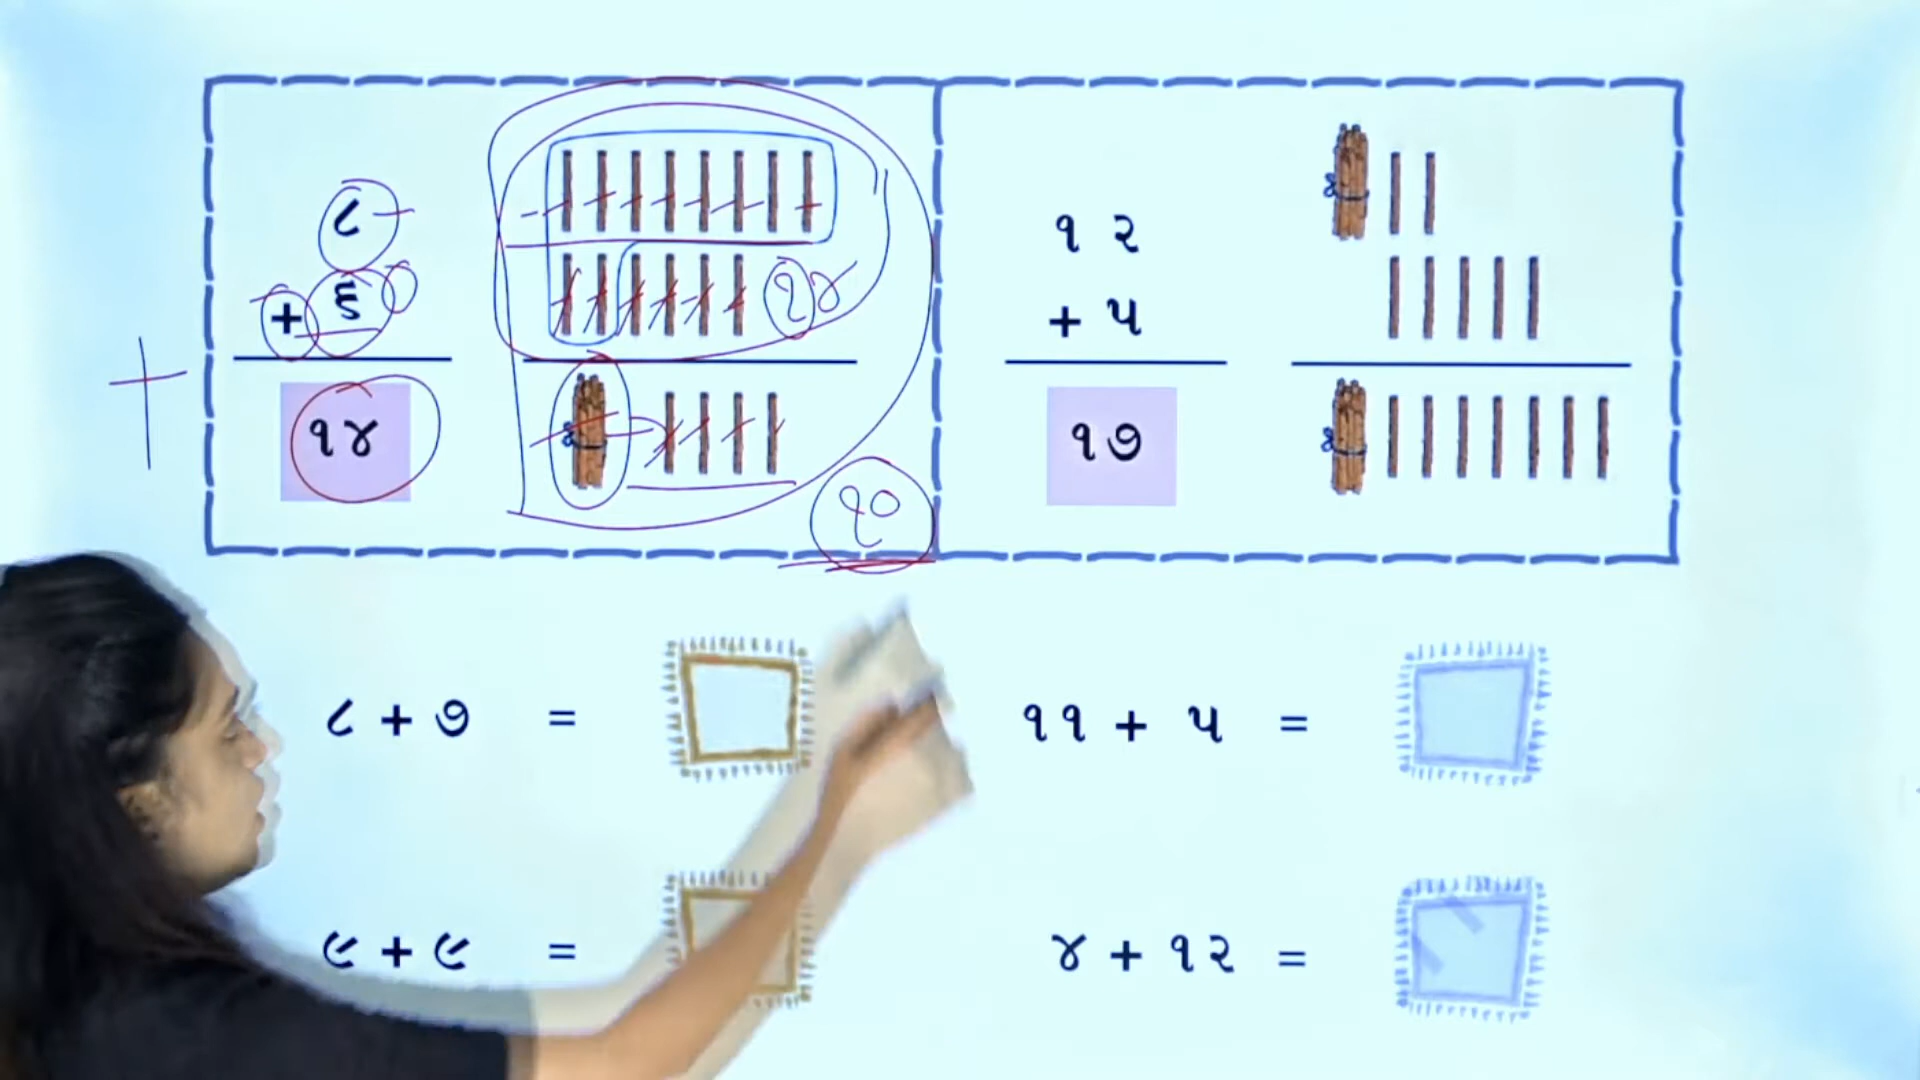 ૮
+ ૬
૧૪
૧૪
૧૦
+
૧ ૨
+ ૫
૧૭
૮ + ૭ =
૧૧ + ૫ =
૯ + ૯ =
૪ + ૧૨ =